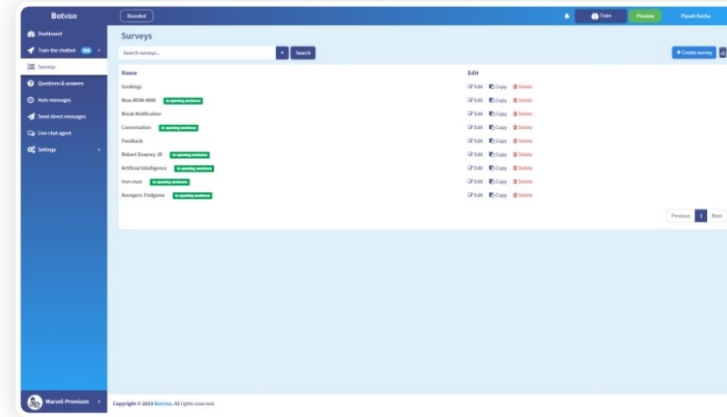 Botviso
Branded
Train
Preview
Piyush Kacha
Dashboard
Train the chatbot
Surveys
Questions & answers
Auto messages
Send direct messages
Live chat agent
Settings
Surveys
Search surveys...
Search
+ Create survey
Name Edit
Geetings Edit Copy Delete
New IRON-MAN In opening sentence Edit Copy Delete
Break Notification Edit Copy Delete
Conversation In opening sentence Edit Copy Delete
Feedback Edit Copy Delete
Robert Downey JR In opening sentence Edit Copy Delete
Artificial intelligence In opening sentence Edit Copy Delete
Iron-man In opening sentence Edit Copy Delete
Avengers: Endgame In opening sentence Edit Copy Delete
Previous 1 Next
Marvel-Premium
Copyright © 2019 Botviso. All rights reserved.